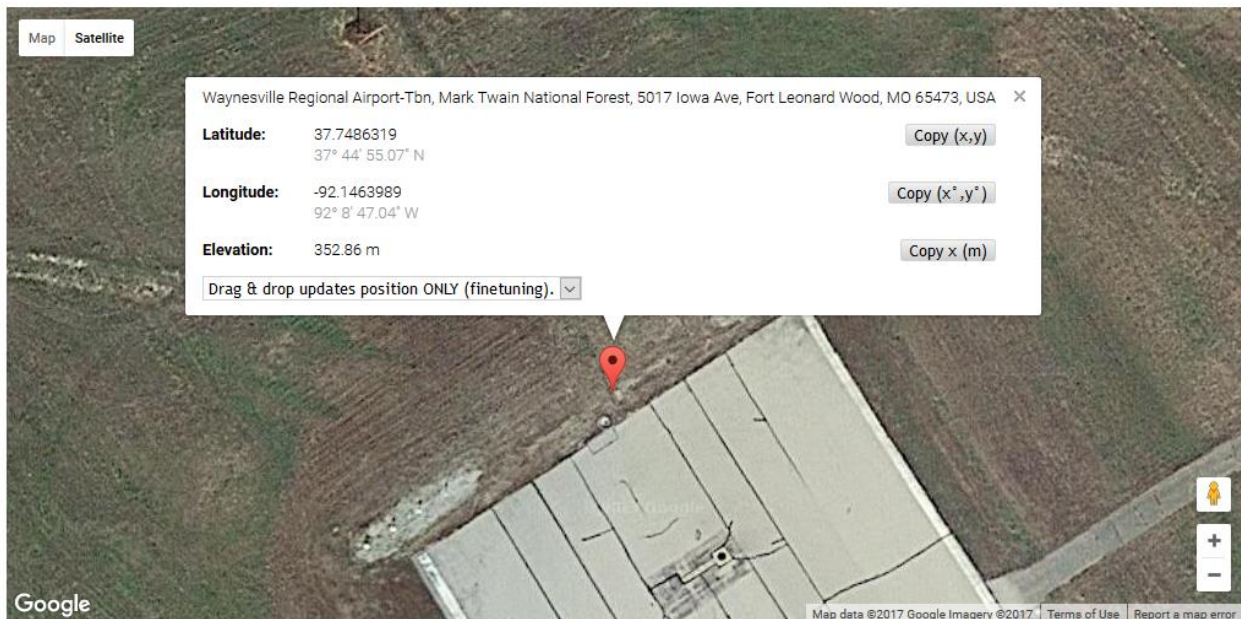 Map Satellite
Waynesville Regional Airport-Tbn, Mark Twain National Forest, 5017 Iowa Ave, Fort Leonard Wood, MO 65473, USA ×
Latitude: 37.7486319 Copy (x,y)
37° 44' 55.07" N
Longitude: -92.1463989 Copy (x˚,y˚)
92° 8' 47.04" W
Elevation: 352.86 m Copy x (m)
Drag & drop updates position ONLY (finetuning).
Google
+
−
Google
Map data ©2017 Google Imagery ©2017 Terms of Use Report a map error